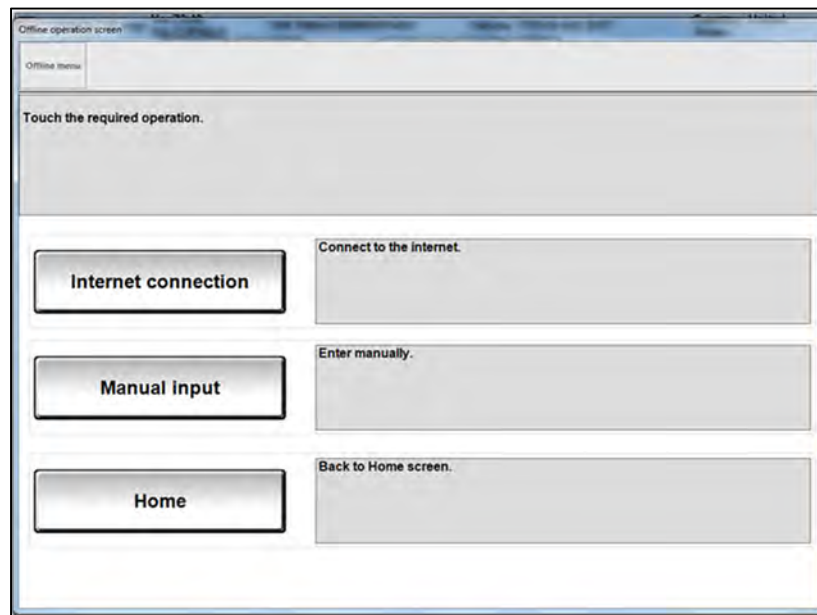 Offline operation screen
Offline menu
Touch the required operation.
Internet connection
Connect to the internet.
Manual input
Enter manually.
Home
Back to Home screen.